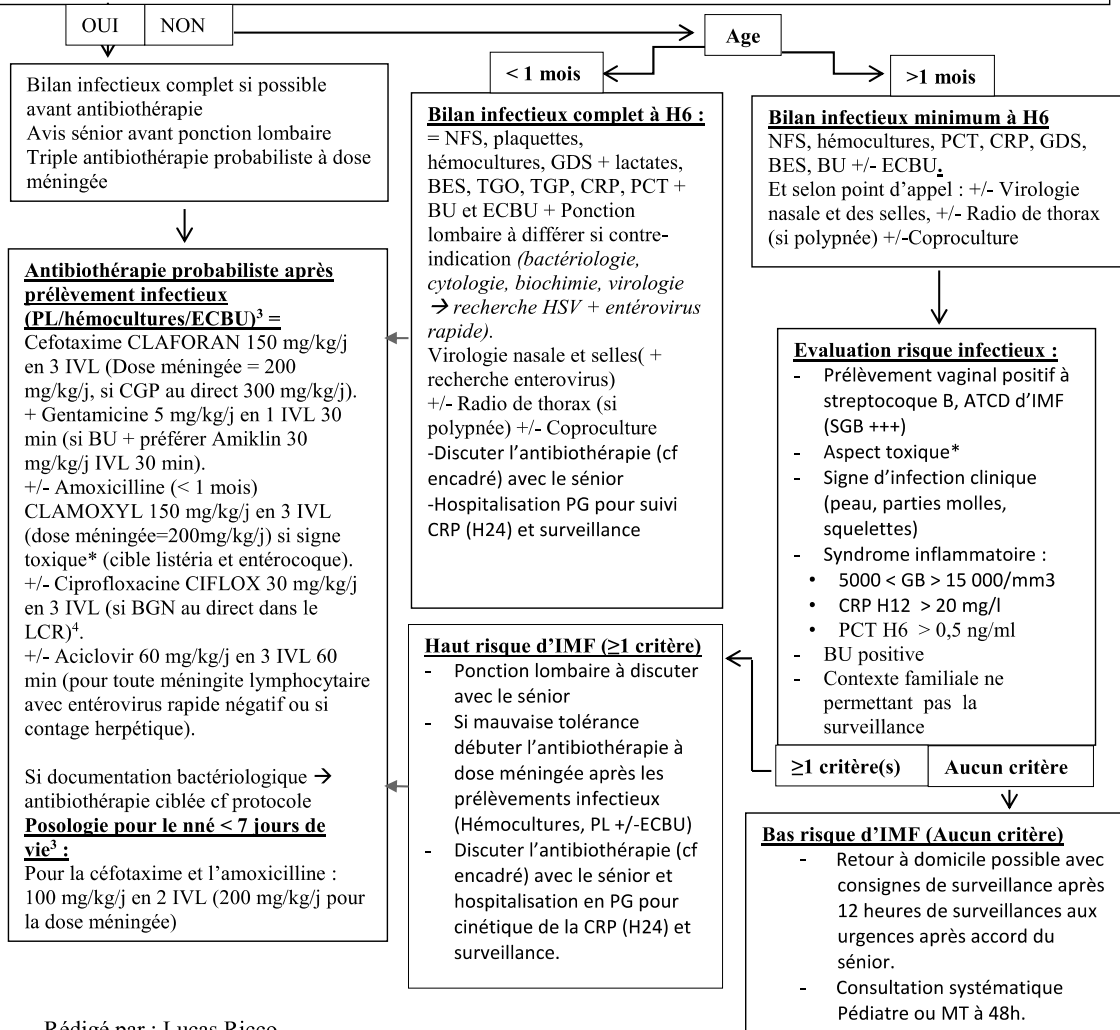 OUI
NON
Age
< 1 mois
>1 mois
Bilan infectieux complet si possible
avant antibiothérapie
Avis sénior avant ponction lombaire
Triple antibiothérapie probabiliste à dose
méningée
Antibiothérapie probabiliste après
prélèvement infectieux
(PL/hémocultures/ECBU)³ =
Cefotaxime CLAFORAN 150 mg/kg/j
en 3 IVL (Dose méningée = 200
mg/kg/j, si CGP au direct 300 mg/kg/j).
+ Gentamicine 5 mg/kg/j en 1 IVL 30
min (si BU + préférer Amiklin 30
mg/kg/j IVL 30 min).
+/- Amoxicilline (< 1 mois)
CLAMOXYL 150 mg/kg/j en 3 IVL
(dose méningée=200mg/kg/j) si signe
toxique* (cible listéria et entérocoque).
+/- Ciprofloxacine CIFLOX 30 mg/kg/j
en 3 IVL (si BGN au direct dans le
LCR)⁴.
+/- Aciclovir 60 mg/kg/j en 3 IVL 60
min (pour toute méningite lymphocytaire
avec entérovirus rapide négatif ou si
contage herpétique).
Si documentation bactériologique →
antibiothérapie ciblée cf protocole
Posologie pour le nné < 7 jours de
vie³ :
Pour la céfotaxime et l’amoxicilline :
100 mg/kg/j en 2 IVL (200 mg/kg/j pour
la dose méningée)
Bilan infectieux complet à H6 :
= NFS, plaquettes,
hémocultures, GDS + lactates,
BES, TGO, TGP, CRP, PCT +
BU et ECBU + Ponction
lombaire à différer si contre-
indication (bactériologie,
cytologie, biochimie, virologie
→ recherche HSV + entérovirus
rapide).
Virologie nasale et selles( +
recherche enterovirus)
+/- Radio de thorax (si
polypnée) +/- Coproculture
-Discuter l’antibiothérapie (cf
encadré) avec le sénior
-Hospitalisation PG pour suivi
CRP (H24) et surveillance
Haut risque d’IMF (≥1 critère)
- Ponction lombaire à discuter
avec le sénior
- Si mauvaise tolérance
débuter l’antibiothérapie à
dose méningée après les
prélèvements infectieux
(Hémocultures, PL +/-ECBU)
- Discuter l’antibiothérapie (cf
encadré) avec le sénior et
hospitalisation en PG pour
cinétique de la CRP (H24) et
surveillance.
Bilan infectieux minimum à H6
NFS, hémocultures, PCT, CRP, GDS,
BES, BU +/- ECBU.
Et selon point d’appel : +/- Virologie
nasale et des selles, +/- Radio de thorax
(si polypnée) +/-Coproculture
Evaluation risque infectieux :
- Prélèvement vaginal positif à
streptocoque B, ATCD d’IMF
(SGB +++)
- Aspect toxique*
- Signe d’infection clinique
(peau, parties molles,
squelettes)
- Syndrome inflammatoire :
• 5000 < GB > 15 000/mm3
• CRP H12 > 20 mg/l
• PCT H6 > 0,5 ng/ml
- BU positive
- Contexte familiale ne
permettant pas la
surveillance
≥1 critère(s)
Aucun critère
Bas risque d’IMF (Aucun critère)
- Retour à domicile possible avec
consignes de surveillance après
12 heures de surveillances aux
urgences après accord du
sénior.
- Consultation systématique
Pédiatre ou MT à 48h.
Rédigé par : Lucas Ricco